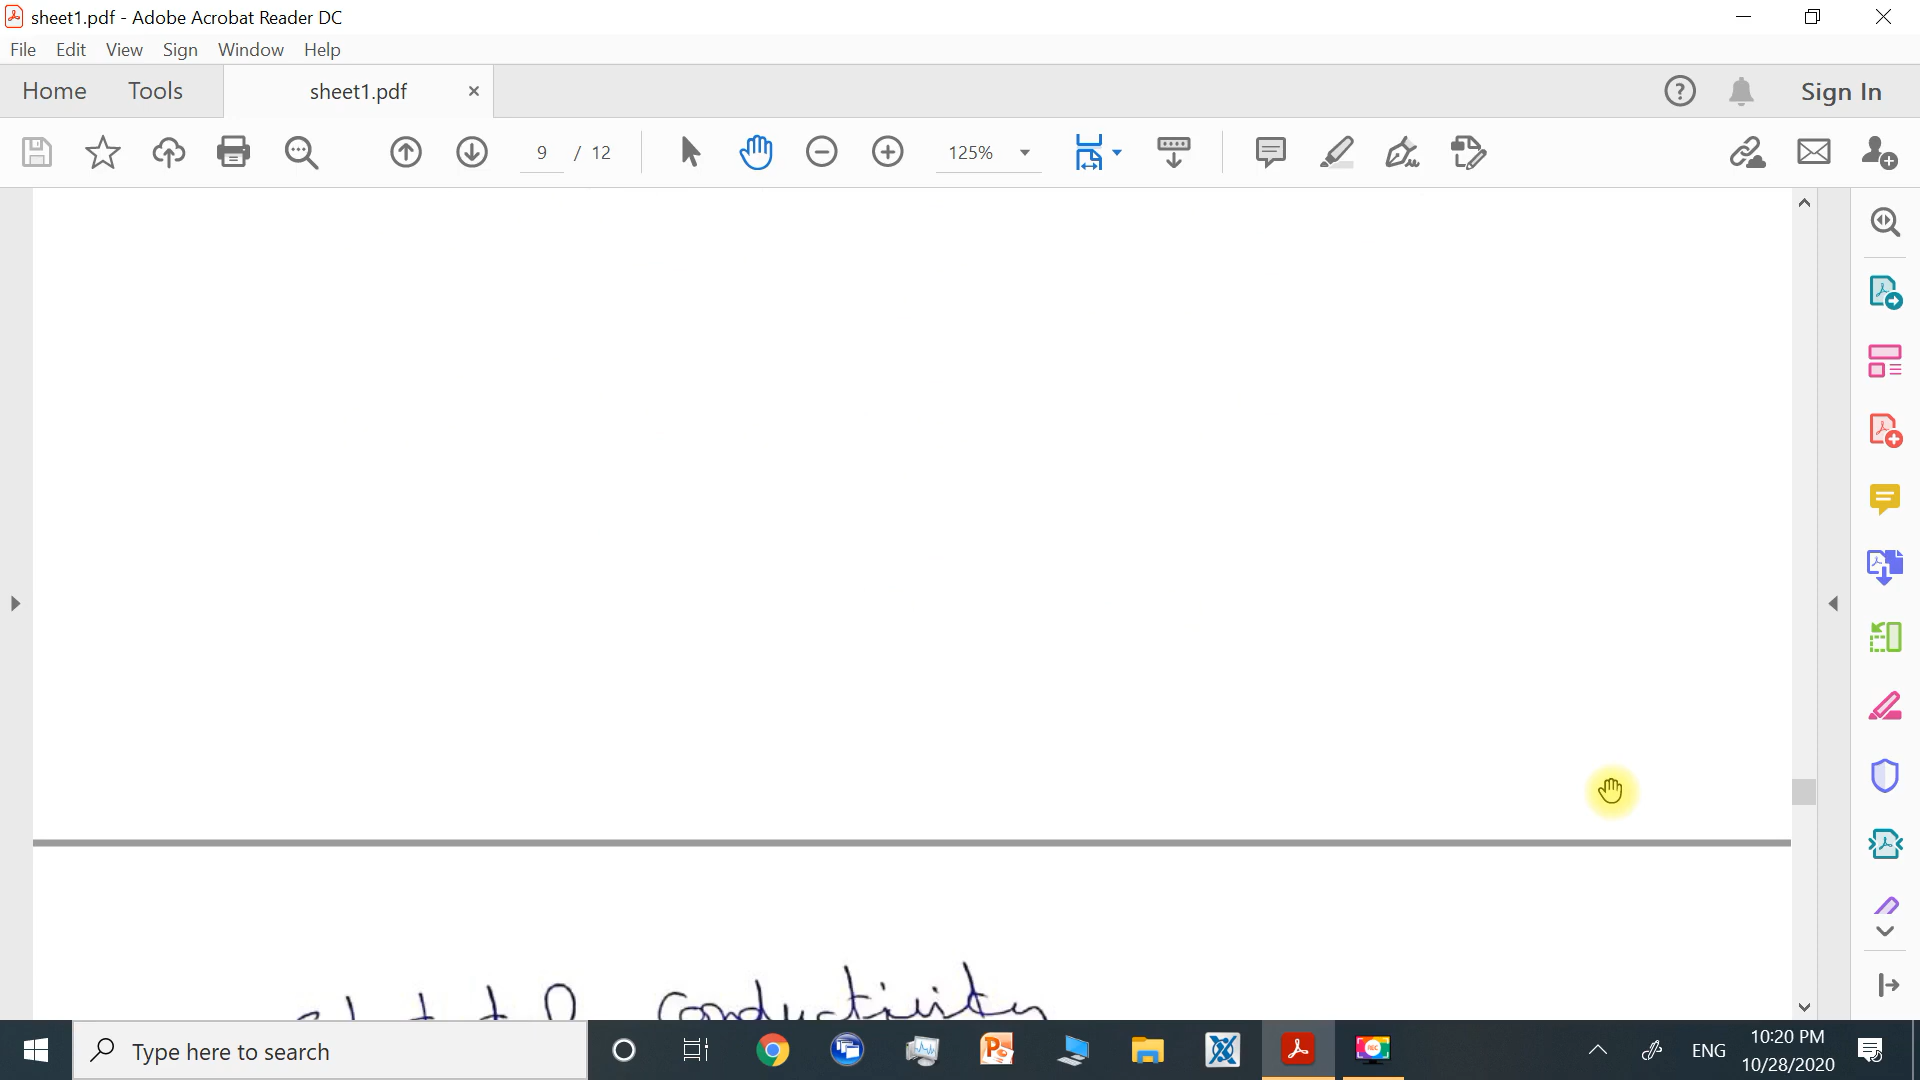 sheet1.pdf - Adobe Acrobat Reader DC
File Edit View Sign Window Help
Home Tools sheet1.pdf × ? Sign In
9 / 12 125%
conductivity
Type here to search
ENG
10:20 PM
10/28/2020